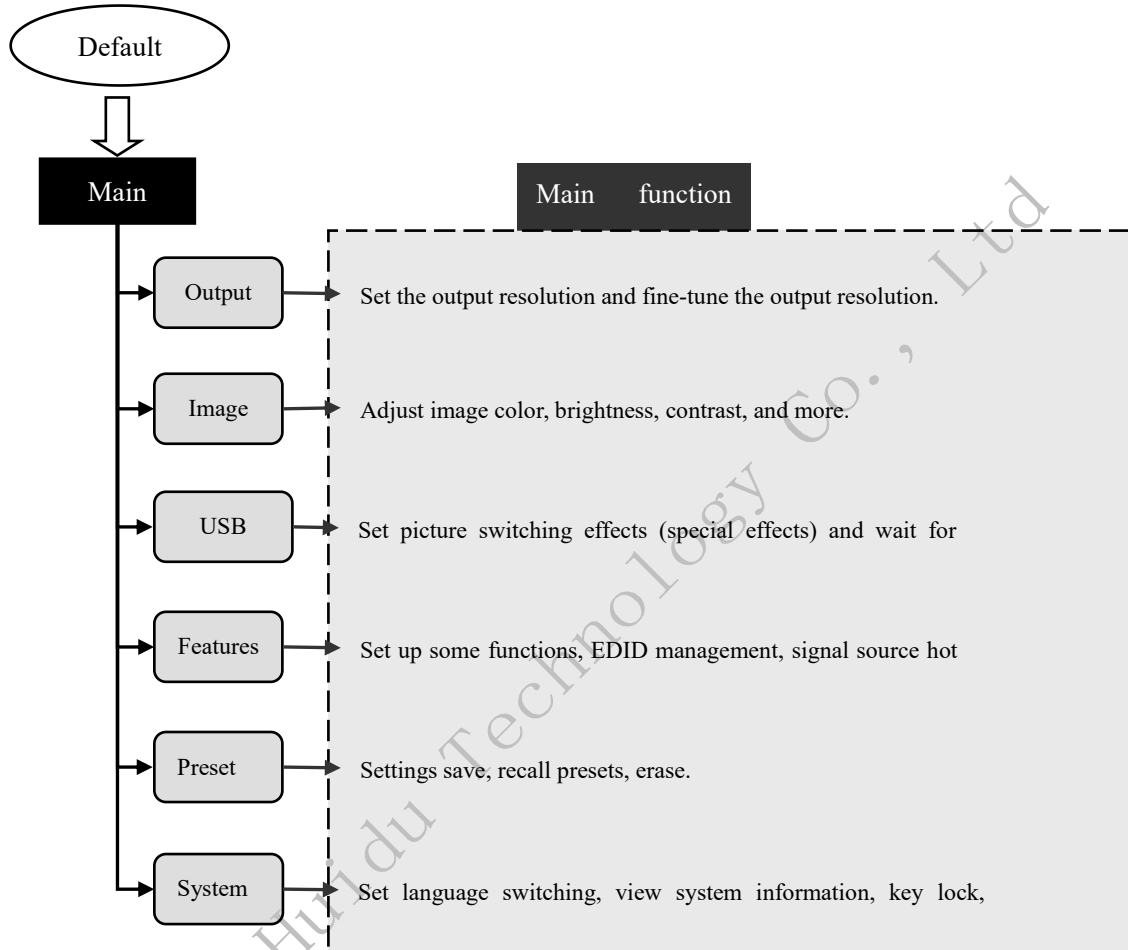 Default
Main
Main function
Output
Set the output resolution and fine-tune the output resolution.
Image
Adjust image color, brightness, contrast, and more.
USB
Set picture switching effects (special effects) and wait for
Features
Set up some functions, EDID management, signal source hot
Preset
Settings save, recall presets, erase.
System
Set language switching, view system information, key lock,
Huidu Technology Co., Ltd